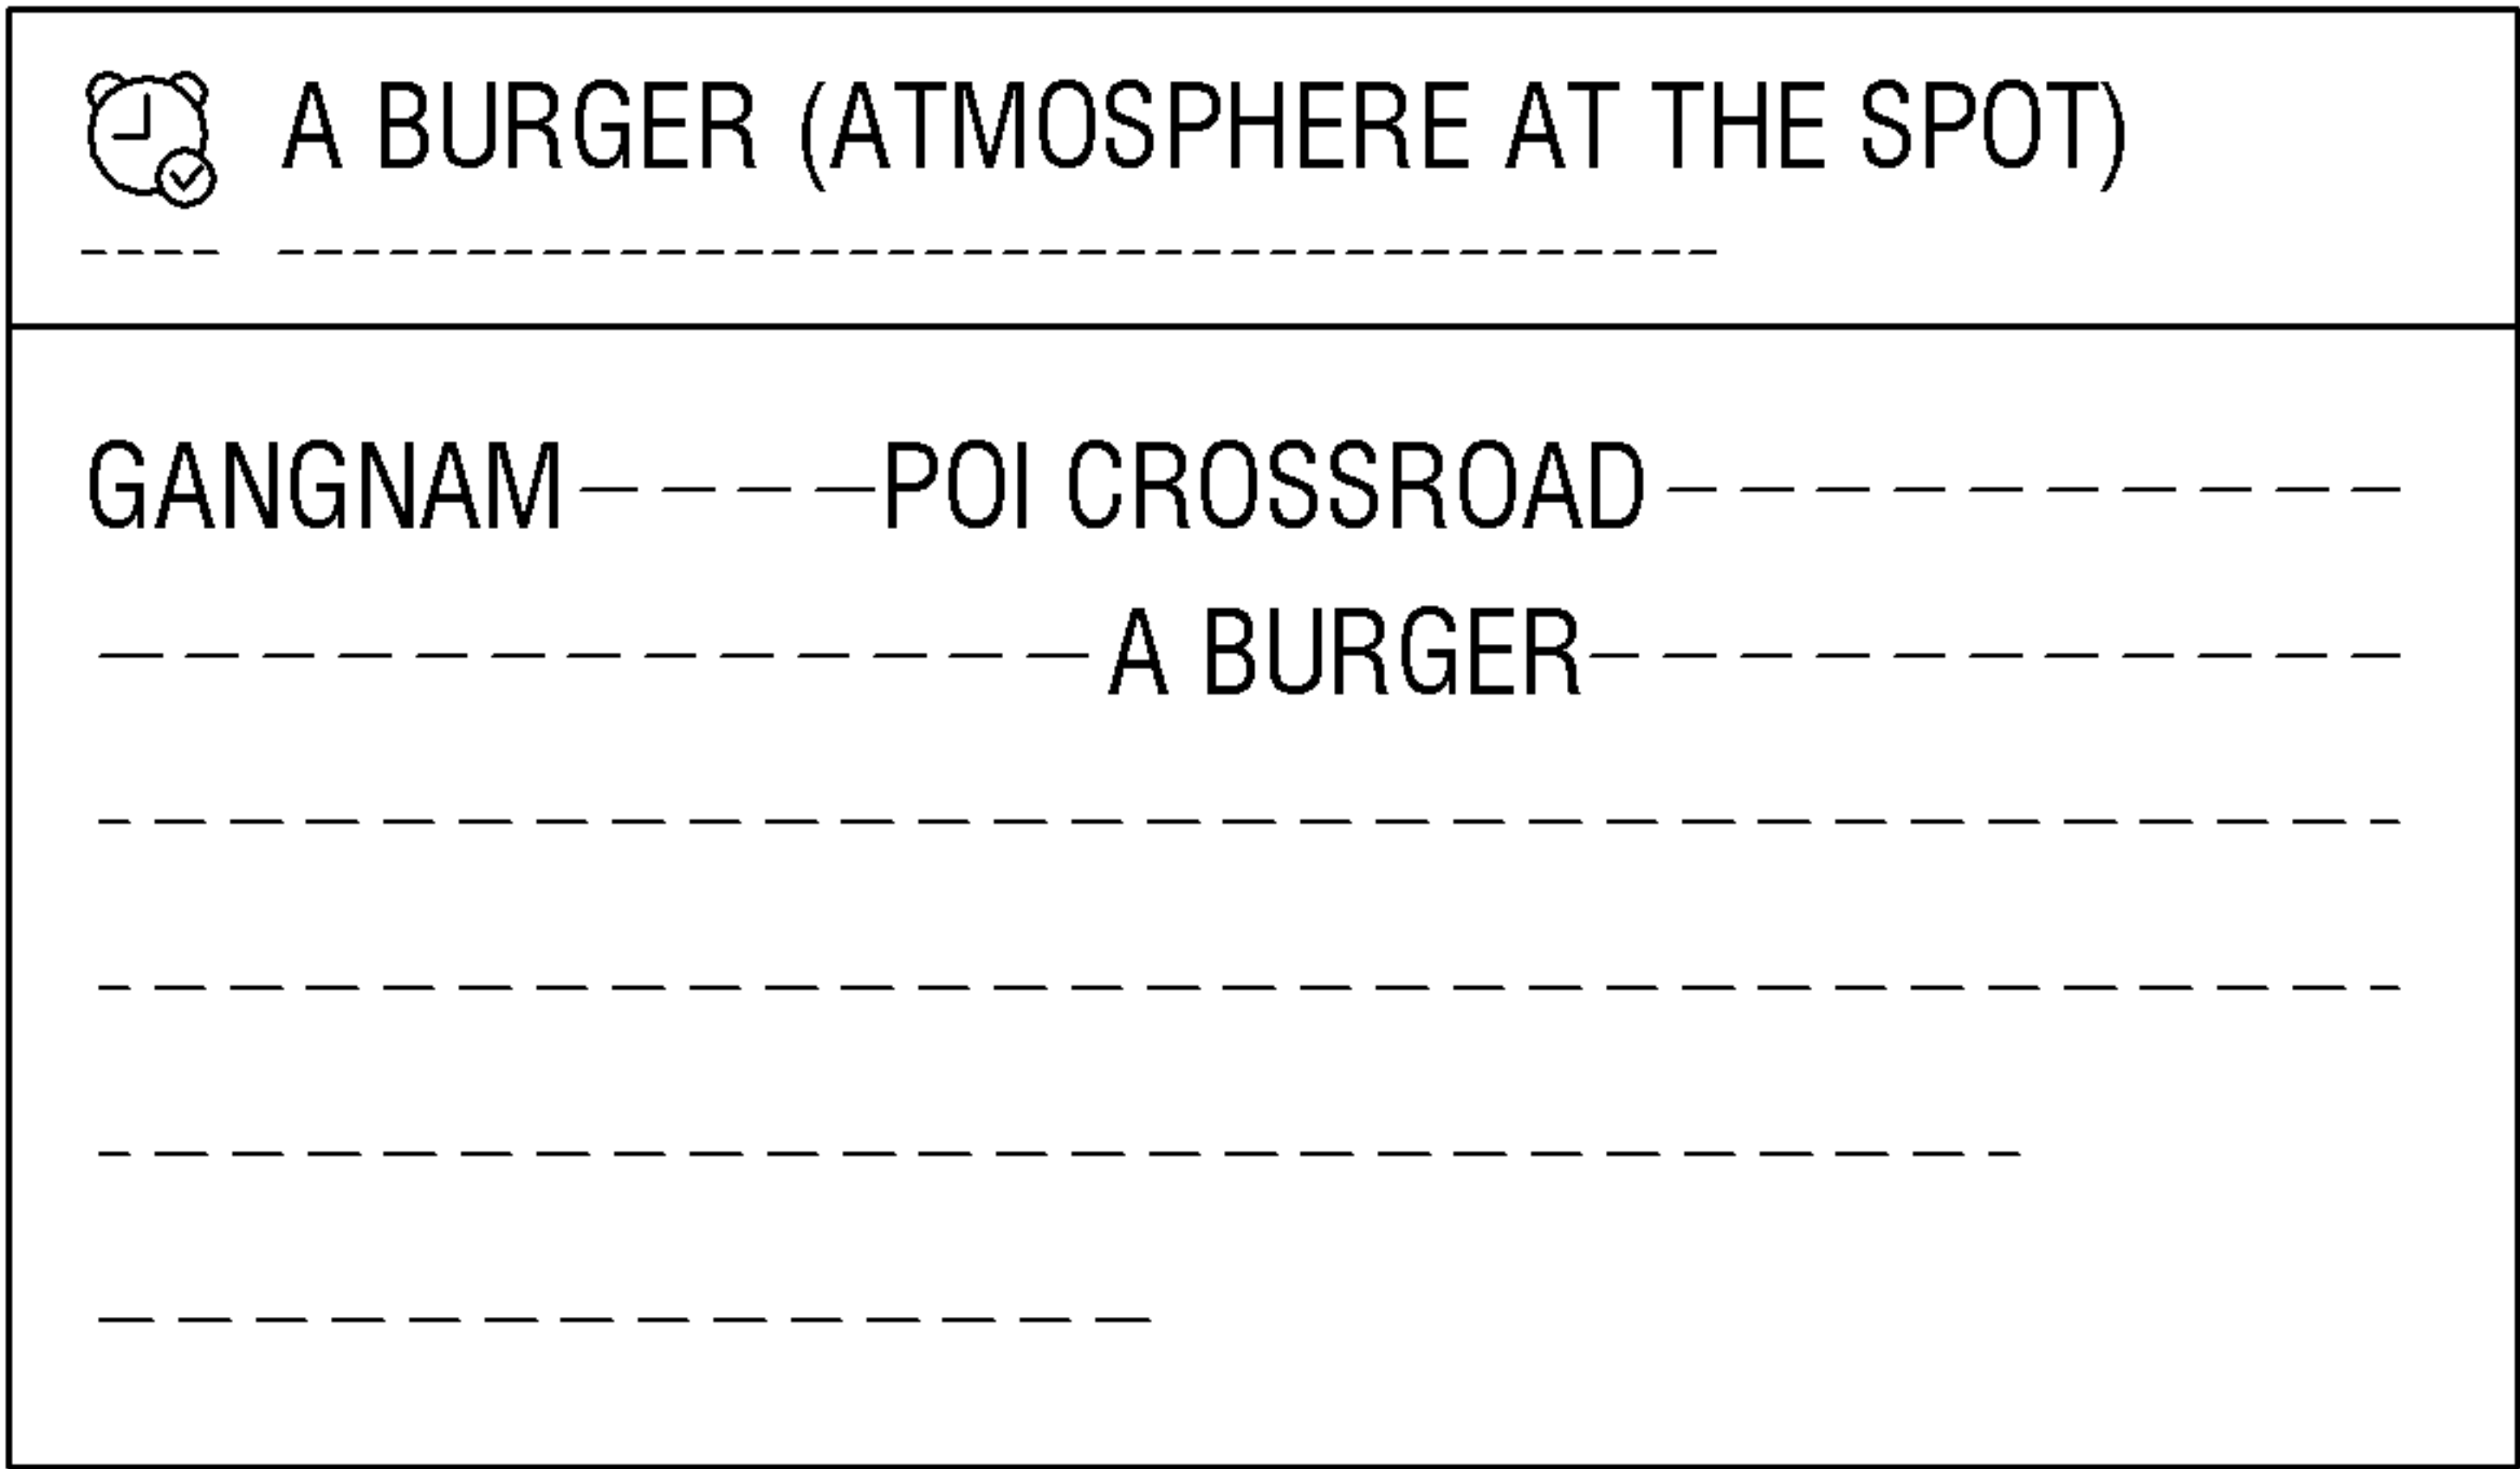 A BURGER (ATMOSPHERE AT THE SPOT)
GANGNAM----POI CROSSROAD----------
-------------A BURGER-----------